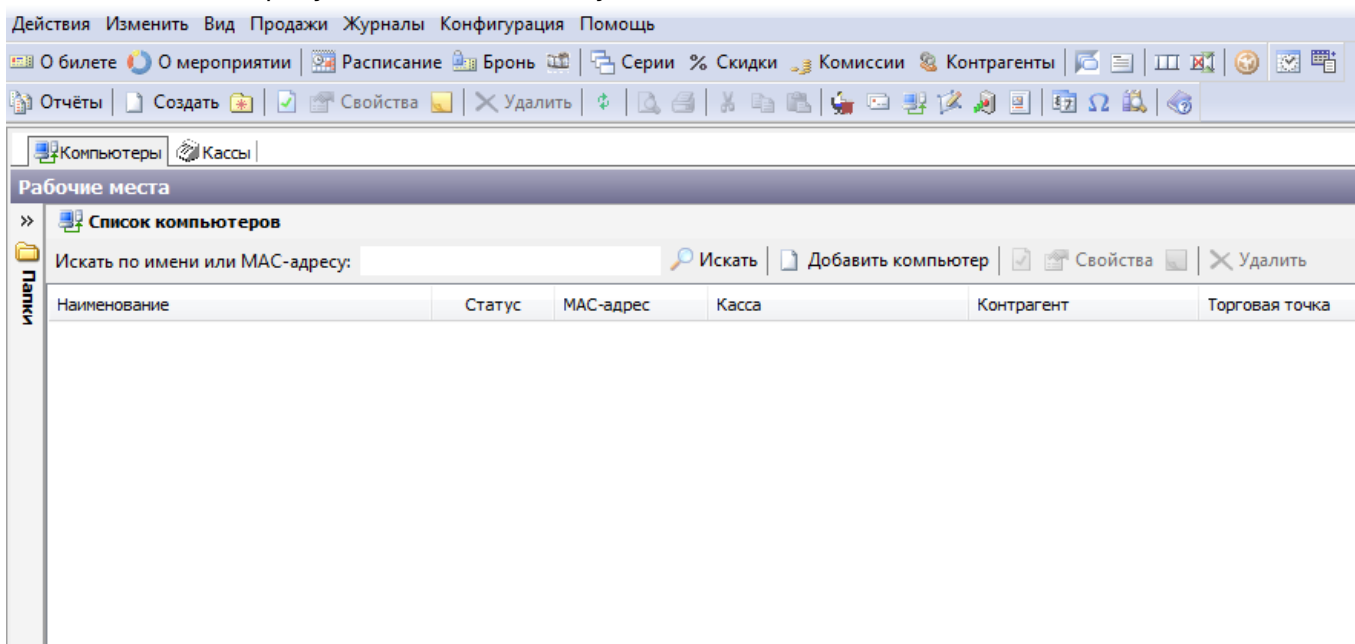 Действия Изменить Вид Продажи Журналы Конфигурация Помощь
О билете О мероприятии Расписание Бронь Серии % Скидки Комиссии Контрагенты
Отчёты Создать Свойства Удалить
Компьютеры Кассы
Рабочие места
Список компьютеров
Папки
Искать по имени или MAC-адресу: Искать Добавить компьютер Свойства Удалить
Наименование Статус MAC-адрес Касса Контрагент Торговая точка